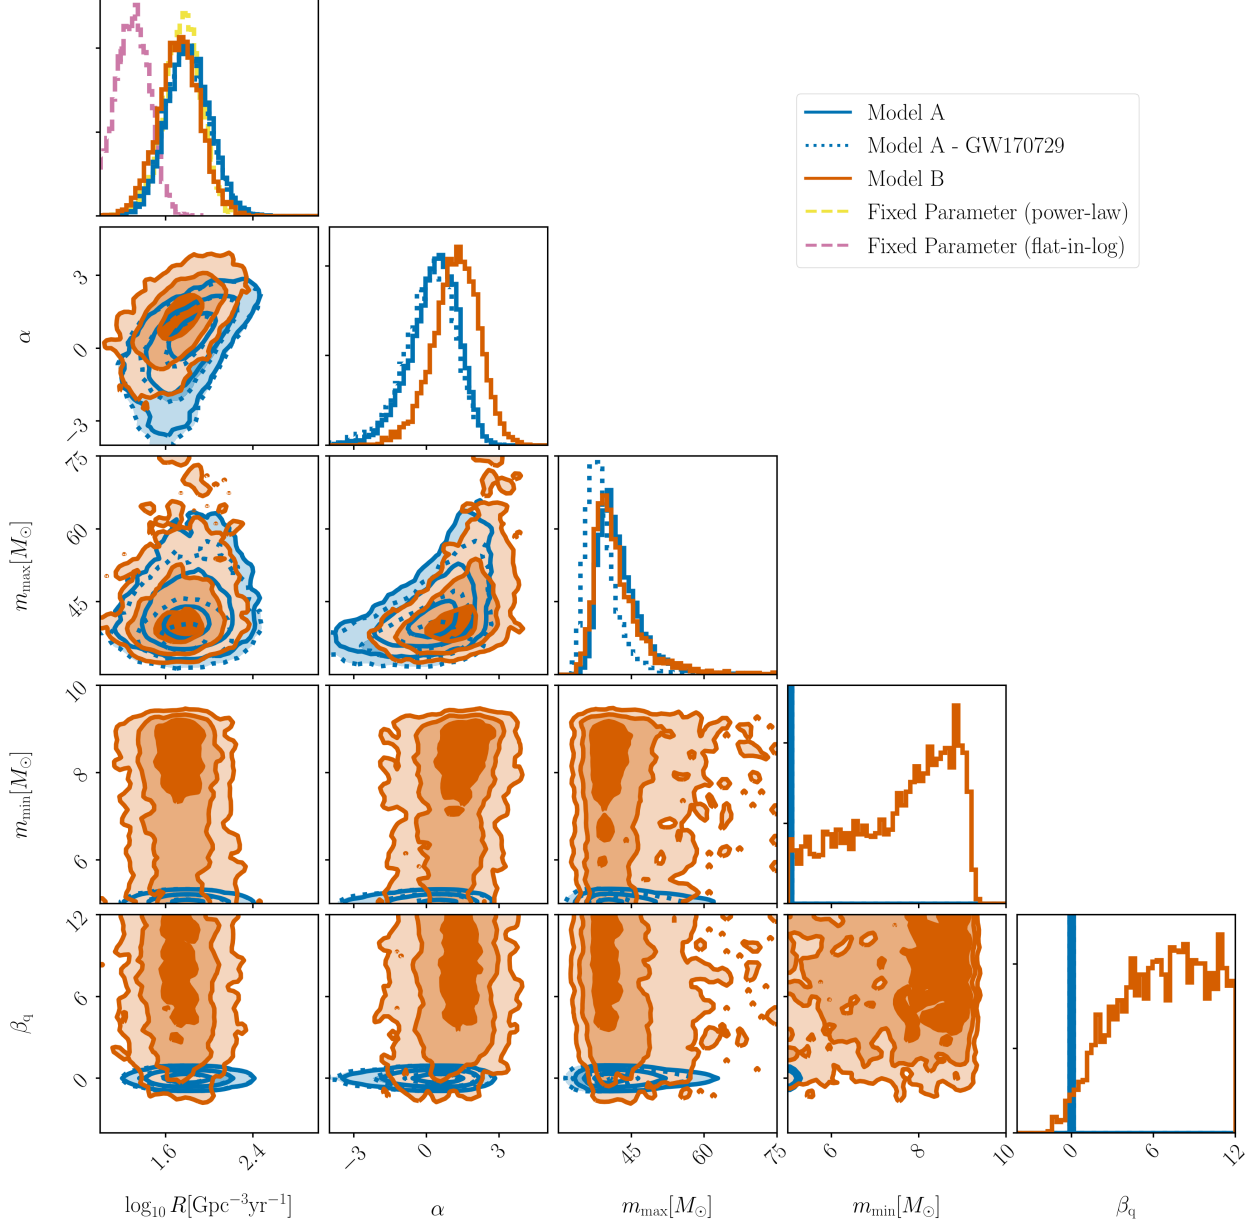 Model A
Model A - GW170729
Model B
Fixed Parameter (power-law)
Fixed Parameter (flat-in-log)
α
3
0
−3
m_max[M_⊙]
75
60
45
m_min[M_⊙]
10
8
6
β_q
12
6
0
1.6 2.4 −3 0 3 45 60 75 6 8 10 0 6 12
log₁₀ R[Gpc⁻³yr⁻¹] α m_max[M_⊙] m_min[M_⊙] β_q